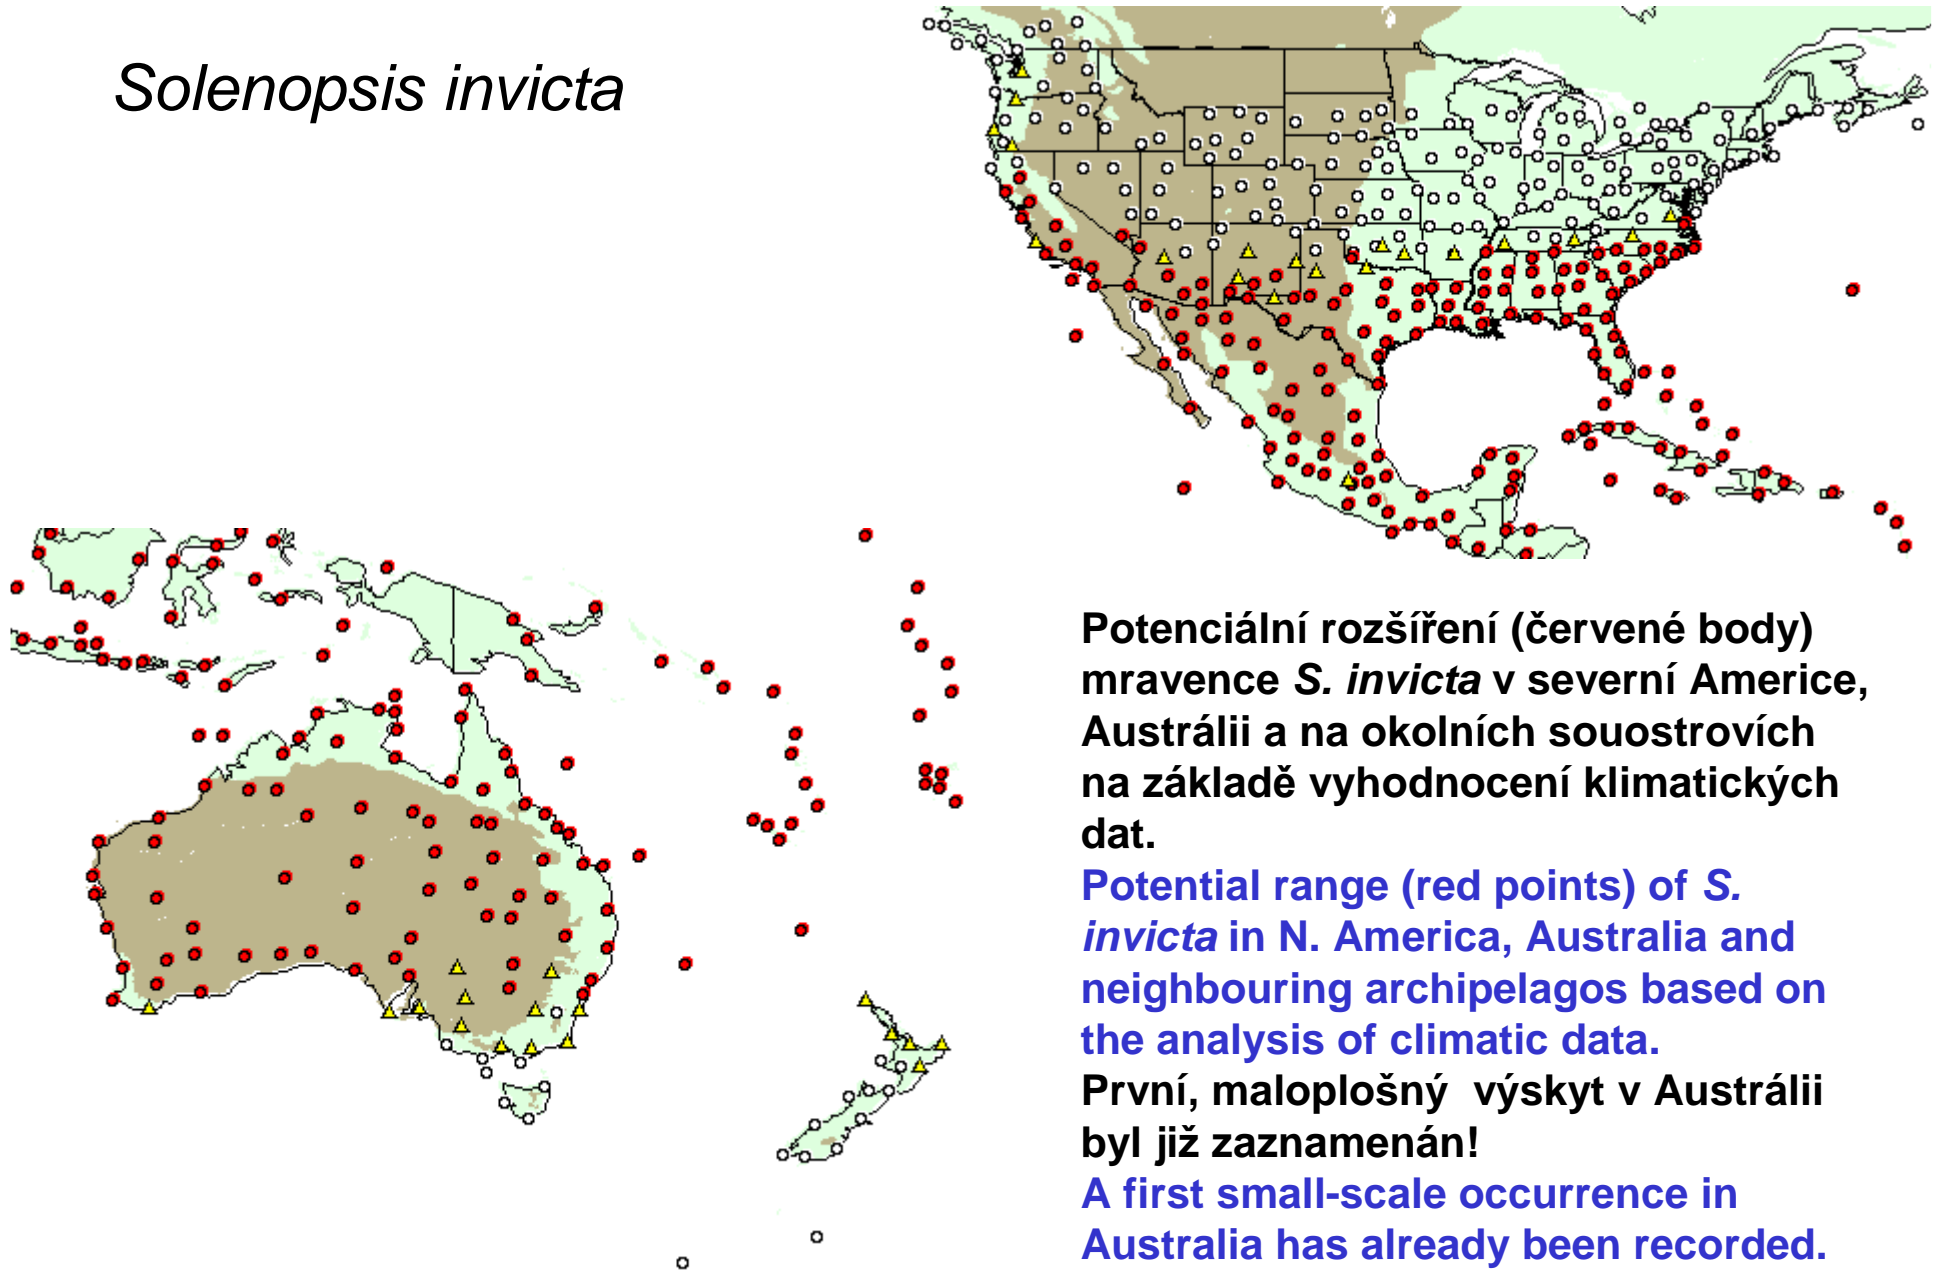 Solenopsis invicta
Potenciální rozšíření (červené body)
mravence S. invicta v severní Americe,
Austrálii a na okolních souostrovích
na základě vyhodnocení klimatických
dat.
Potential range (red points) of S.
invicta in N. America, Australia and
neighbouring archipelagos based on
the analysis of climatic data.
První, maloplošný  výskyt v Austrálii
byl již zaznamenán!
A first small-scale occurrence in
Australia has already been recorded.